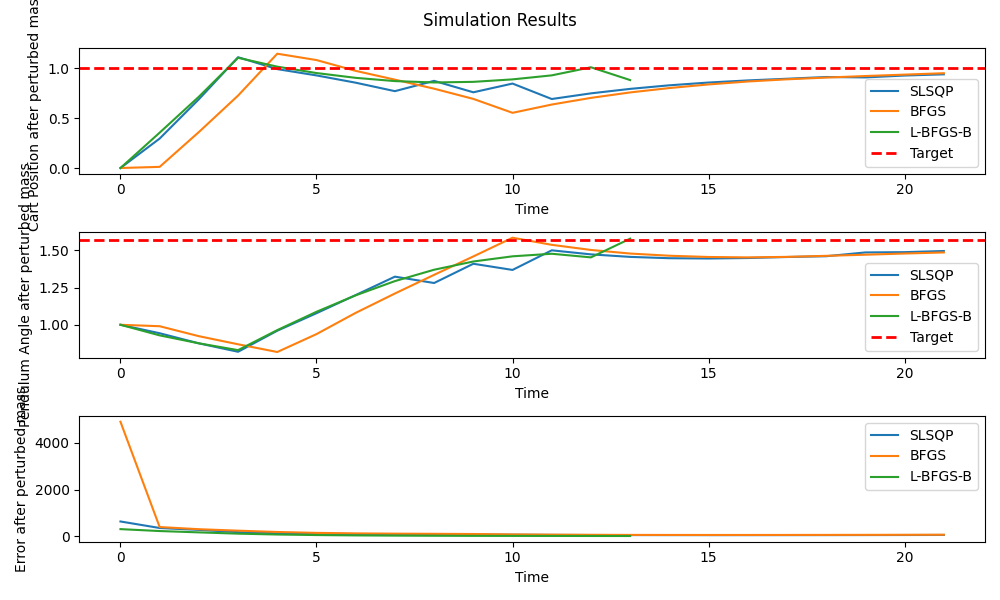 Simulation Results
Cart Position after perturbed mass
1.0
0.5
0.0
0
5
10
15
20
Time
SLSQP
BFGS
L-BFGS-B
Target
Pendulum Angle after perturbed mass
1.50
1.25
1.00
0
5
10
15
20
Time
SLSQP
BFGS
L-BFGS-B
Target
Error after perturbed mass
4000
2000
0
0
5
10
15
20
Time
SLSQP
BFGS
L-BFGS-B